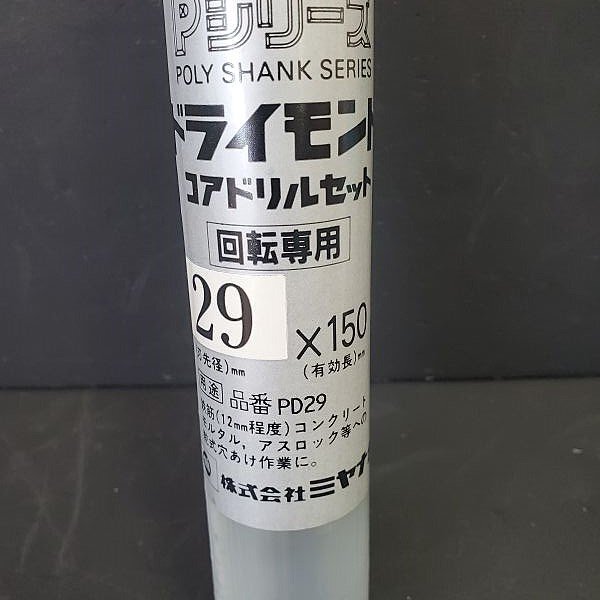 Pシリーズ
POLY SHANK SERIES
ドライモンド
コアドリルセット
回転専用
29 ×150
刃先径)mm (有効長)mm
用途 品番 PD29
鉄筋(12mm程度)コンクリート
モルタル,アスロック等への
乾式穴あけ作業に。
株式会社ミヤナ